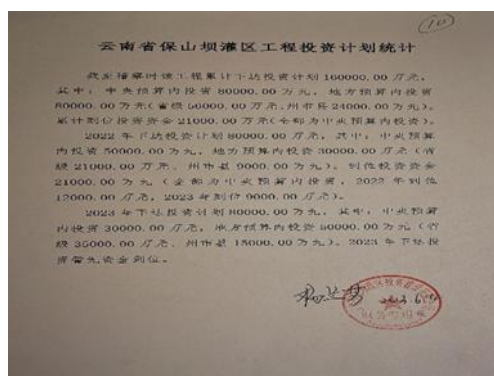 10
云南省保山坝灌区工程投资计划统计
截至稽察时该工程累计下达投资计划160000.00万元，
其中：中央预算内投资80000.00万元，地方预算内投资
80000.00万元（省级56000.00万元、州市县24000.00万元）。
累计到位投资资金21000.00万元（全部为中央预算内投资）。
2022年下达投资计划80000.00万元，其中：中央预算
内投资50000.00万元，地方预算内投资30000.00万元（省
级21000.00万元、州市县9000.00万元）。到位投资资金
21000.00万元（全部为中央预算内投资，2022年到位
12000.00万元，2023年到位9000.00万元）。
2023年下达投资计划80000.00万元，其中：中央预算
内投资30000.00万元，地方预算内投资50000.00万元（省
级35000.00万元、州市县15000.00万元）。2023年下达投
资暂无资金到位。
2023.6